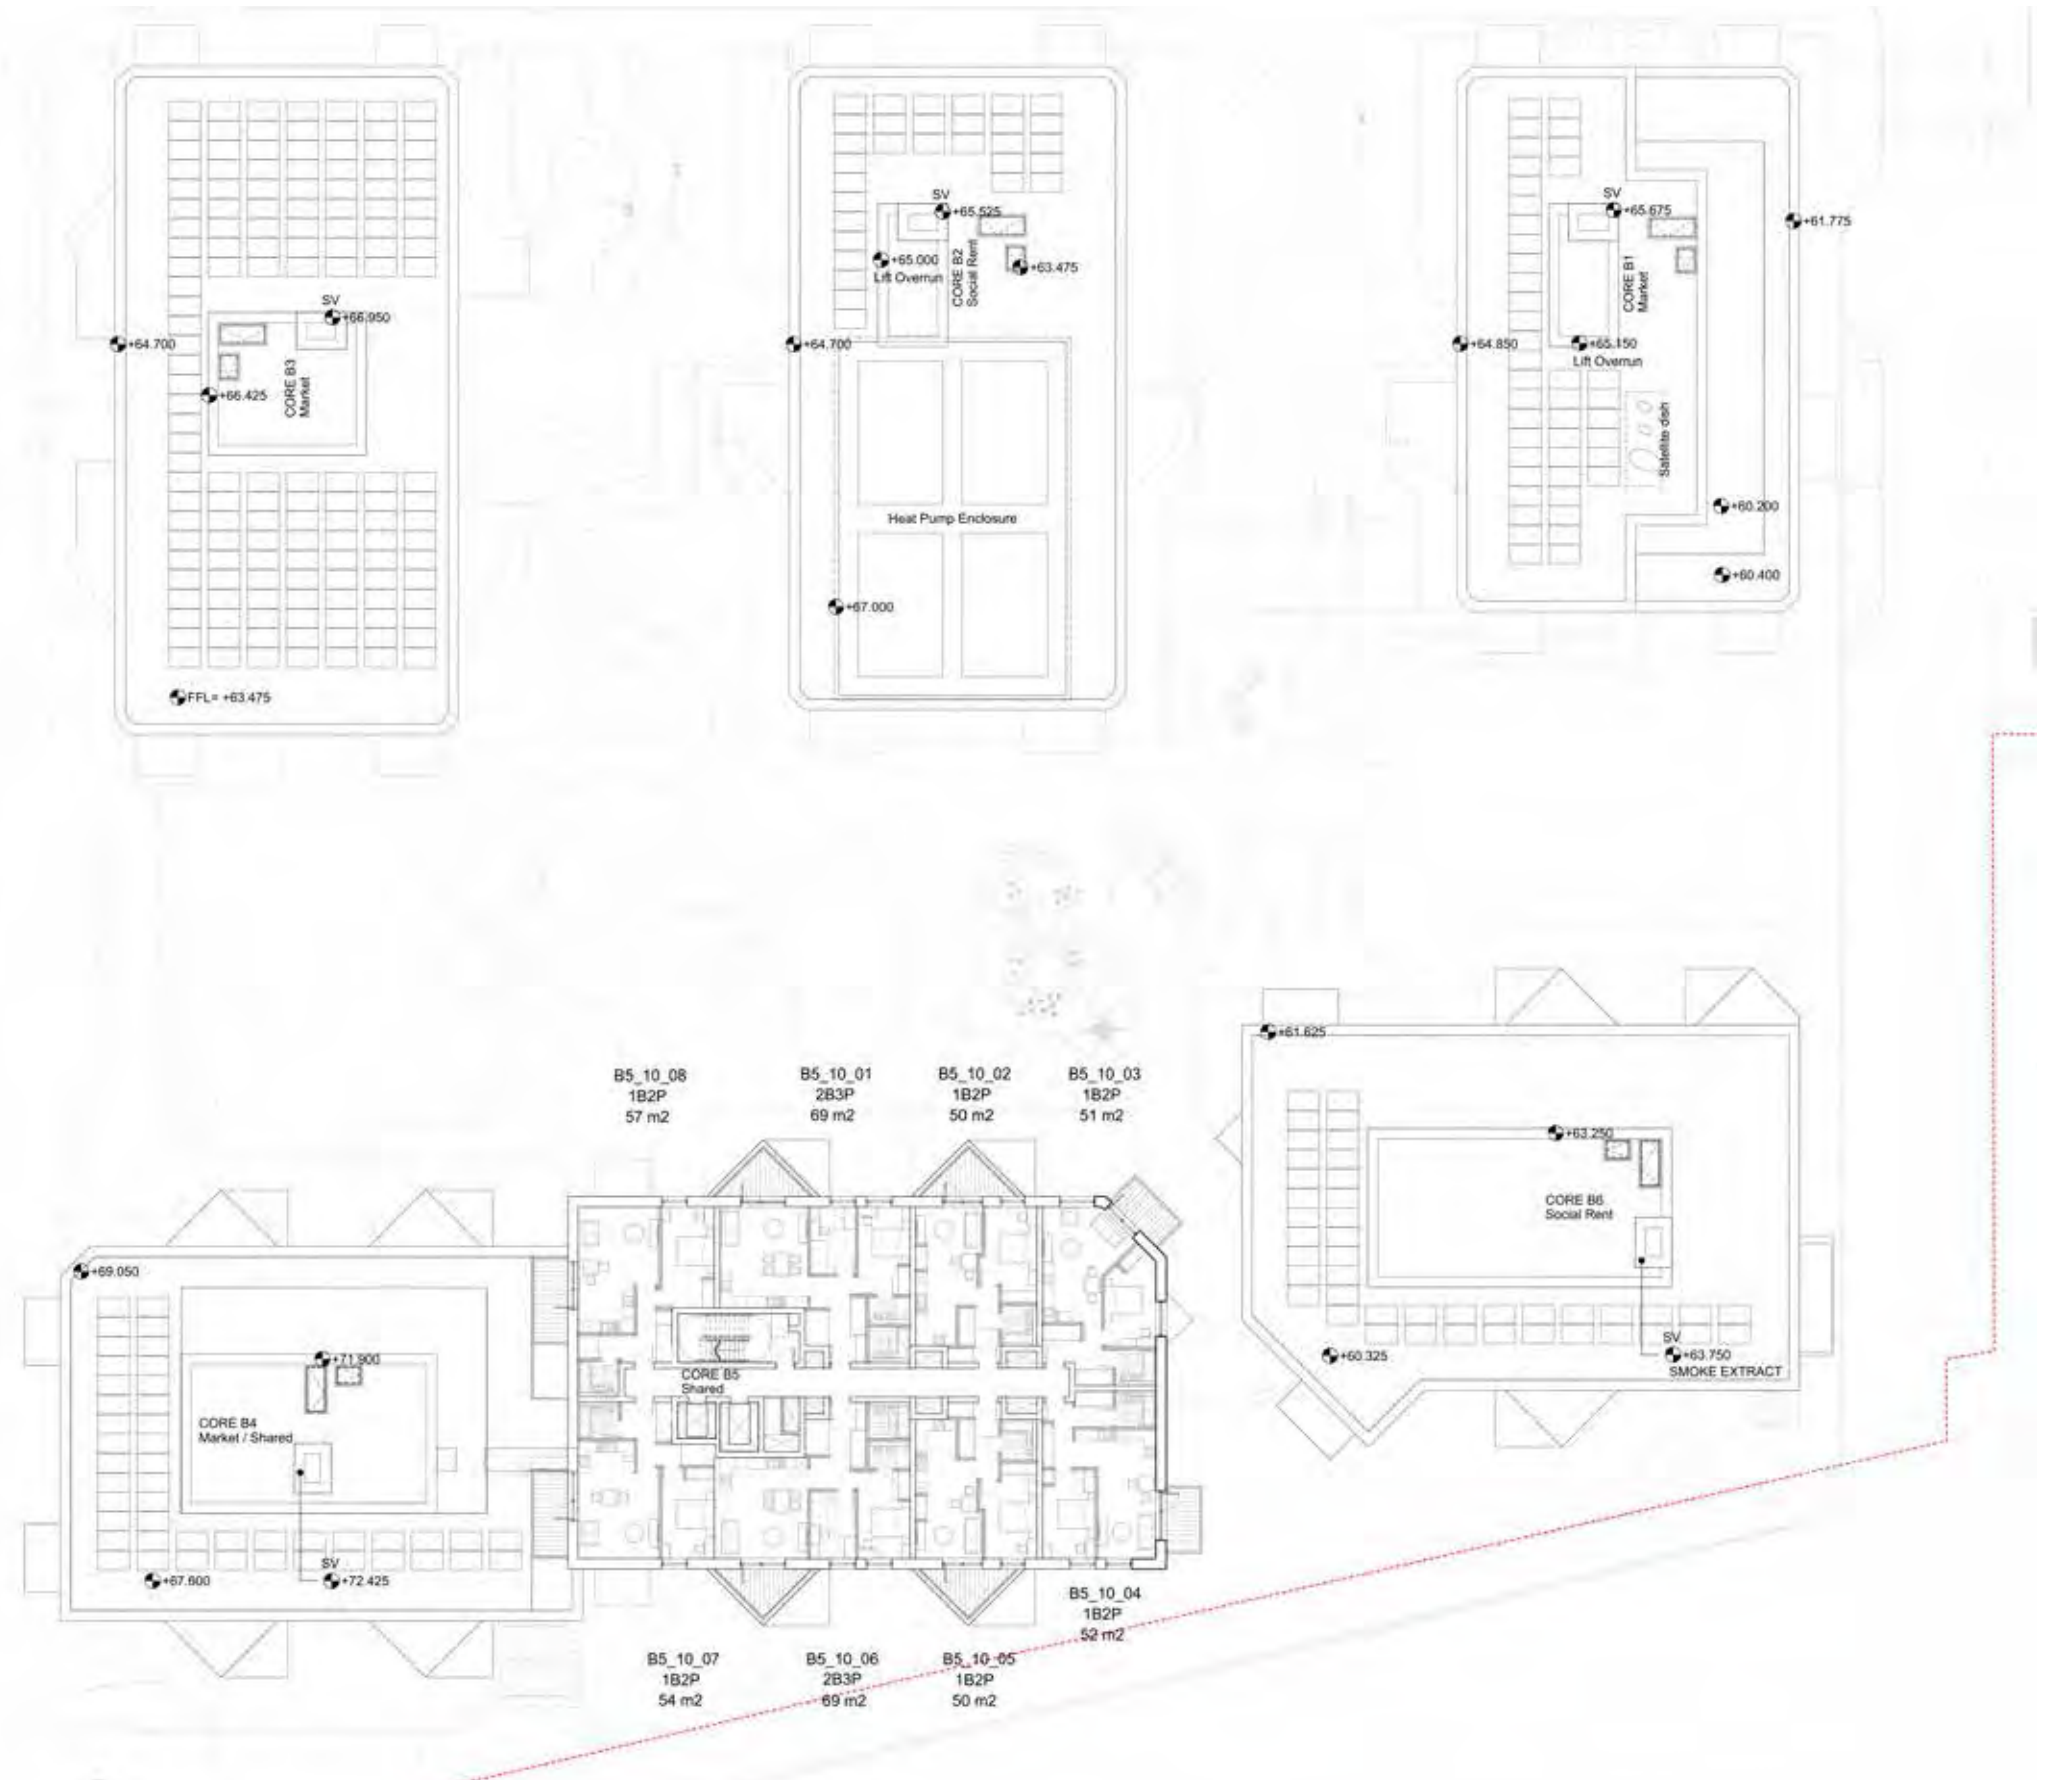 SV
+66.950
+64.700
+66.425
CORE B3
Market
FFL= +63.475
SV
+65.525
+65.000
Lift Overrun
CORE B2
Social Rent
+63.475
+64.700
Heat Pump Enclosure
+67.000
SV
+65.675
+61.775
CORE B1
Market
+64.850
+65.150
Lift Overrun
Satellite dish
+60.200
+60.400
+61.625
+63.250
CORE B6
Social Rent
+60.325
SV
+63.750
SMOKE EXTRACT
B5_10_08
1B2P
57 m2
B5_10_01
2B3P
69 m2
B5_10_02
1B2P
50 m2
B5_10_03
1B2P
51 m2
+69.050
+71.900
CORE B4
Market / Shared
SV
+67.600
+72.425
CORE B5
Shared
B5_10_04
1B2P
52 m2
B5_10_07
1B2P
54 m2
B5_10_06
2B3P
69 m2
B5_10_05
1B2P
50 m2